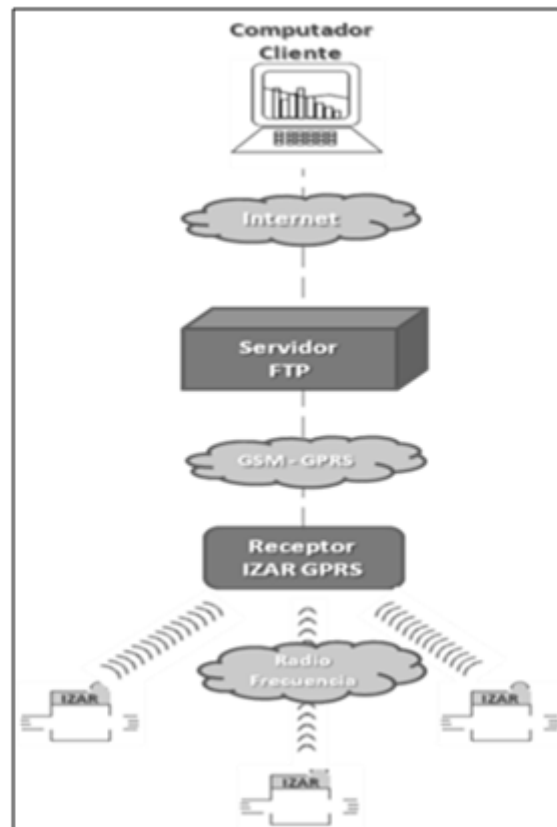 Computador
Cliente
Internet
Servidor
FTP
GSM - GPRS
Receptor
IZAR GPRS
Radio
Frecuencia
IZAR
IZAR
IZAR